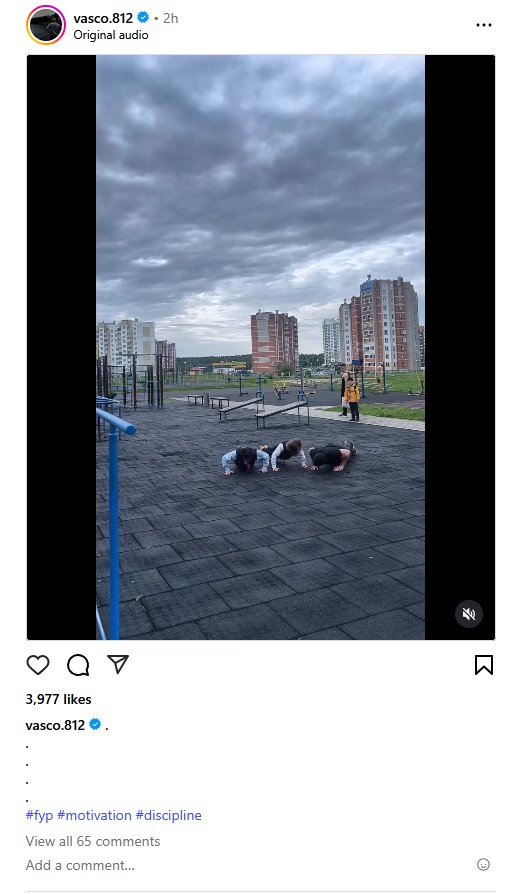 vasco.812 • 2h
Original audio
3,977 likes
vasco.812 .
.
.
.
.
#fyp #motivation #discipline
View all 65 comments
Add a comment...